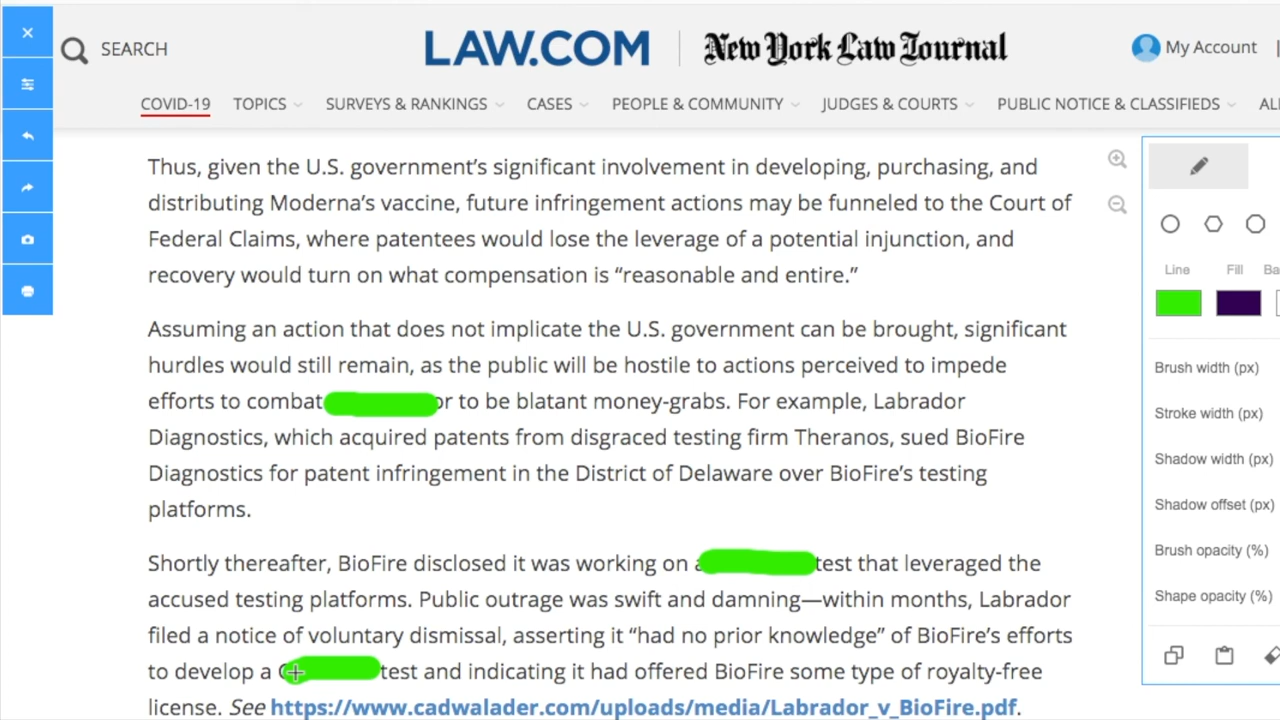 SEARCH
LAW.COM
New York Law Journal
My Account
COVID-19 TOPICS SURVEYS & RANKINGS CASES PEOPLE & COMMUNITY JUDGES & COURTS PUBLIC NOTICE & CLASSIFIEDS
Thus, given the U.S. government’s significant involvement in developing, purchasing, and
distributing Moderna’s vaccine, future infringement actions may be funneled to the Court of
Federal Claims, where patentees would lose the leverage of a potential injunction, and
recovery would turn on what compensation is “reasonable and entire.”
Assuming an action that does not implicate the U.S. government can be brought, significant
hurdles would still remain, as the public will be hostile to actions perceived to impede
efforts to combat or to be blatant money-grabs. For example, Labrador
Diagnostics, which acquired patents from disgraced testing firm Theranos, sued BioFire
Diagnostics for patent infringement in the District of Delaware over BioFire’s testing
platforms.
Shortly thereafter, BioFire disclosed it was working on a test that leveraged the
accused testing platforms. Public outrage was swift and damning—within months, Labrador
filed a notice of voluntary dismissal, asserting it “had no prior knowledge” of BioFire’s efforts
to develop a test and indicating it had offered BioFire some type of royalty-free
license. See https://www.cadwalader.com/uploads/media/Labrador_v_BioFire.pdf.
Line Fill
Brush width (px)
Stroke width (px)
Shadow width (px)
Shadow offset (px)
Brush opacity (%)
Shape opacity (%)